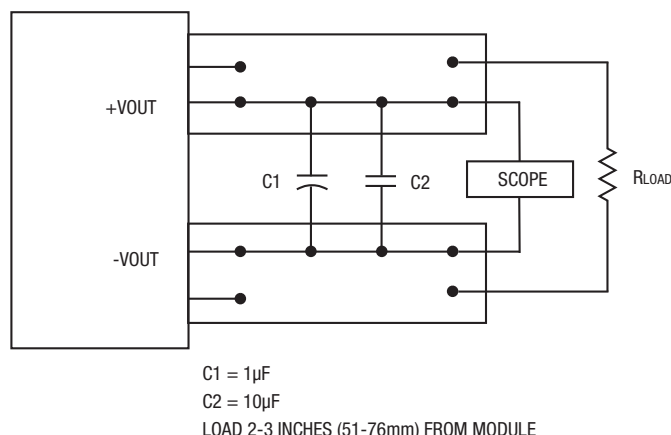 +VOUT
C1
C2
SCOPE
RLOAD
-VOUT
C1 = 1µF
C2 = 10µF
LOAD 2-3 INCHES (51-76mm) FROM MODULE